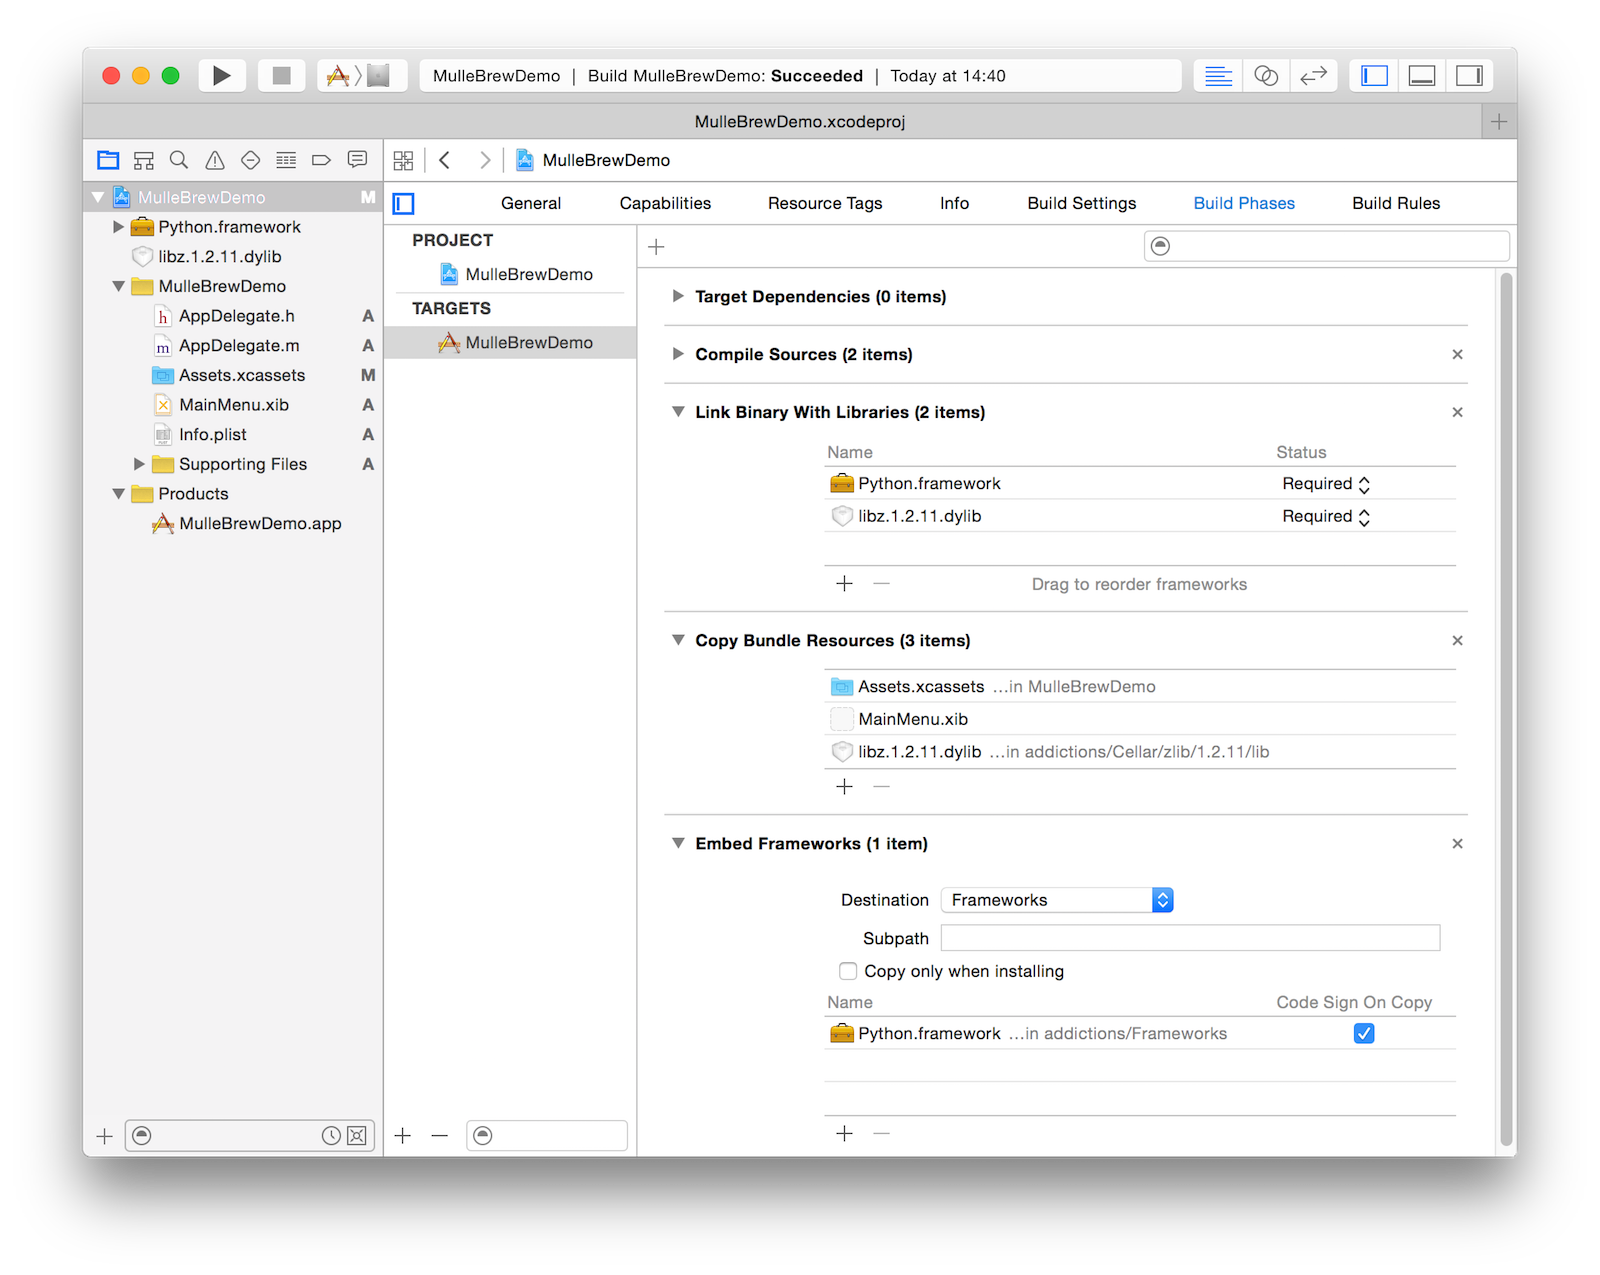 MulleBrewDemo | Build MulleBrewDemo: Succeeded | Today at 14:40
MulleBrewDemo.xcodeproj
MulleBrewDemo
MulleBrewDemo M
Python.framework
libz.1.2.11.dylib
MulleBrewDemo
AppDelegate.h A
AppDelegate.m A
Assets.xcassets M
MainMenu.xib A
Info.plist A
Supporting Files A
Products
MulleBrewDemo.app
General Capabilities Resource Tags Info Build Settings Build Phases Build Rules
PROJECT
MulleBrewDemo
TARGETS
MulleBrewDemo
Target Dependencies (0 items)
Compile Sources (2 items)
Link Binary With Libraries (2 items)
Name Status
Python.framework Required
libz.1.2.11.dylib Required
Drag to reorder frameworks
Copy Bundle Resources (3 items)
Assets.xcassets ...in MulleBrewDemo
MainMenu.xib
libz.1.2.11.dylib ...in addictions/Cellar/zlib/1.2.11/lib
Embed Frameworks (1 item)
Destination Frameworks
Subpath
Copy only when installing
Name Code Sign On Copy
Python.framework ...in addictions/Frameworks